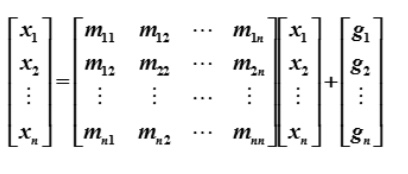 x₁ m₁₁ m₁₂ ⋯ m₁ₙ x₁ g₁
x₂ = m₁₂ m₂₂ ⋯ m₂ₙ x₂ + g₂
⋮ ⋮ ⋮ ⋯ ⋮ ⋮ ⋮
xₙ mₙ₁ mₙ₂ ⋯ mₙₙ xₙ gₙ